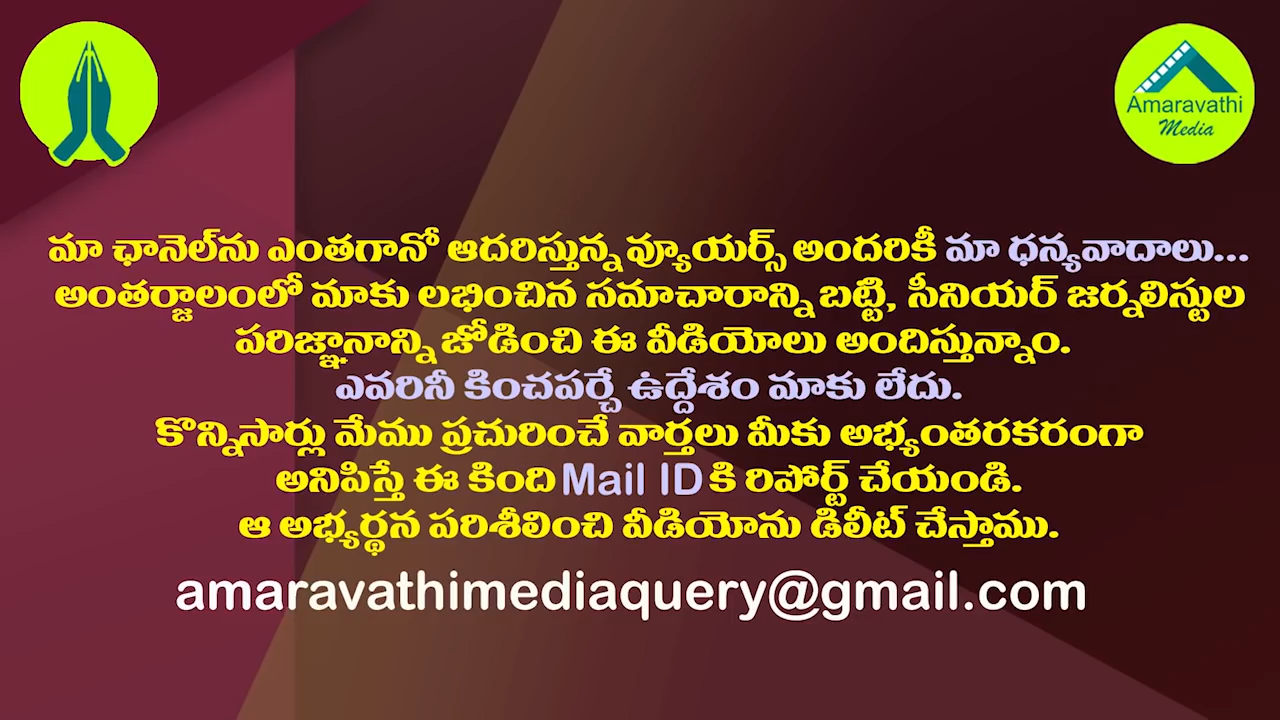 Amaravathi
Media
మా ఛానెల్‌ను ఎంతగానో ఆదరిస్తున్న వ్యూయర్స్ అందరికీ మా ధన్యవాదాలు...
అంతర్జాలంలో మాకు లభించిన సమాచారాన్ని బట్టి, సీనియర్ జర్నలిస్టుల
పరిజ్ఞానాన్ని జోడించి ఈ వీడియోలు అందిస్తున్నాం.
ఎవరినీ కించపర్చే ఉద్దేశం మాకు లేదు.
కొన్నిసార్లు మేము ప్రచురించే వార్తలు మీకు అభ్యంతరకరంగా
అనిపిస్తే ఈ కింది Mail ID కి రిపోర్ట్ చేయండి.
ఆ అభ్యర్థన పరిశీలించి వీడియోను డిలీట్ చేస్తాము.
amaravathimediaquery@gmail.com